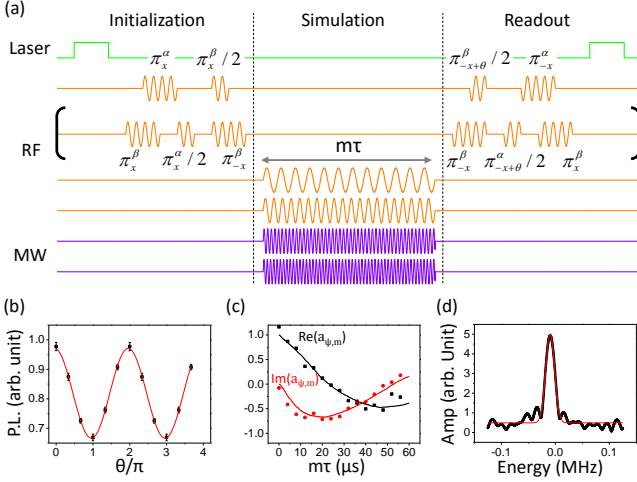 (a)
Initialization Simulation Readout
Laser
π_x^α π_x^β / 2 π_{-x+θ}^β / 2 π_{-x}^α
RF
π_x^β π_x^α / 2 π_{-x}^β mτ π_{-x}^β π_{-x+θ}^α / 2 π_x^β
MW
(b)
P.L. (arb. unit)
1.0
0.9
0.8
0.7
0 1 2 3 4
θ/π
(c)
1.0
0.5
0.0
-0.5
-1.0
Re(a_{ψ,m})
Im(a_{ψ,m})
0 10 20 30 40 50 60
mτ (μs)
(d)
Amp (arb. Unit)
5
4
3
2
1
0
-0.1 0.0 0.1
Energy (MHz)